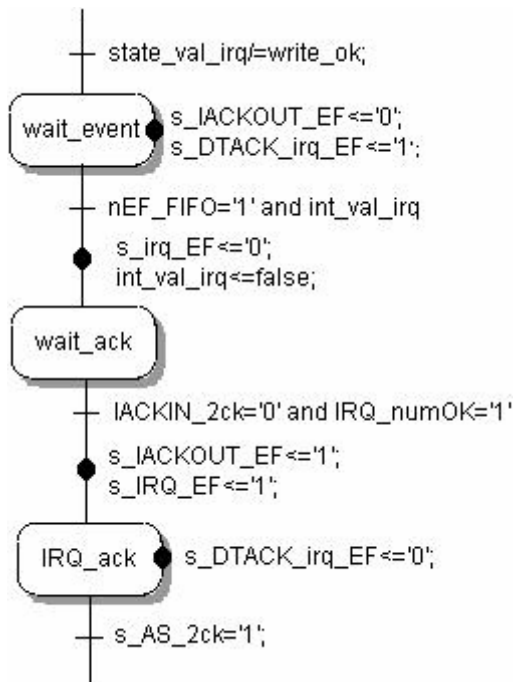 state_val_irq/=write_ok;
wait_event
s_IACKOUT_EF<='0';
s_DTACK_irq_EF<='1';
nEF_FIFO='1' and int_val_irq
s_irq_EF<='0';
int_val_irq<=false;
wait_ack
IACKIN_2ck='0' and IRQ_numOK='1'
s_IACKOUT_EF<='1';
s_IRQ_EF<='1';
IRQ_ack
s_DTACK_irq_EF<='0';
s_AS_2ck='1';